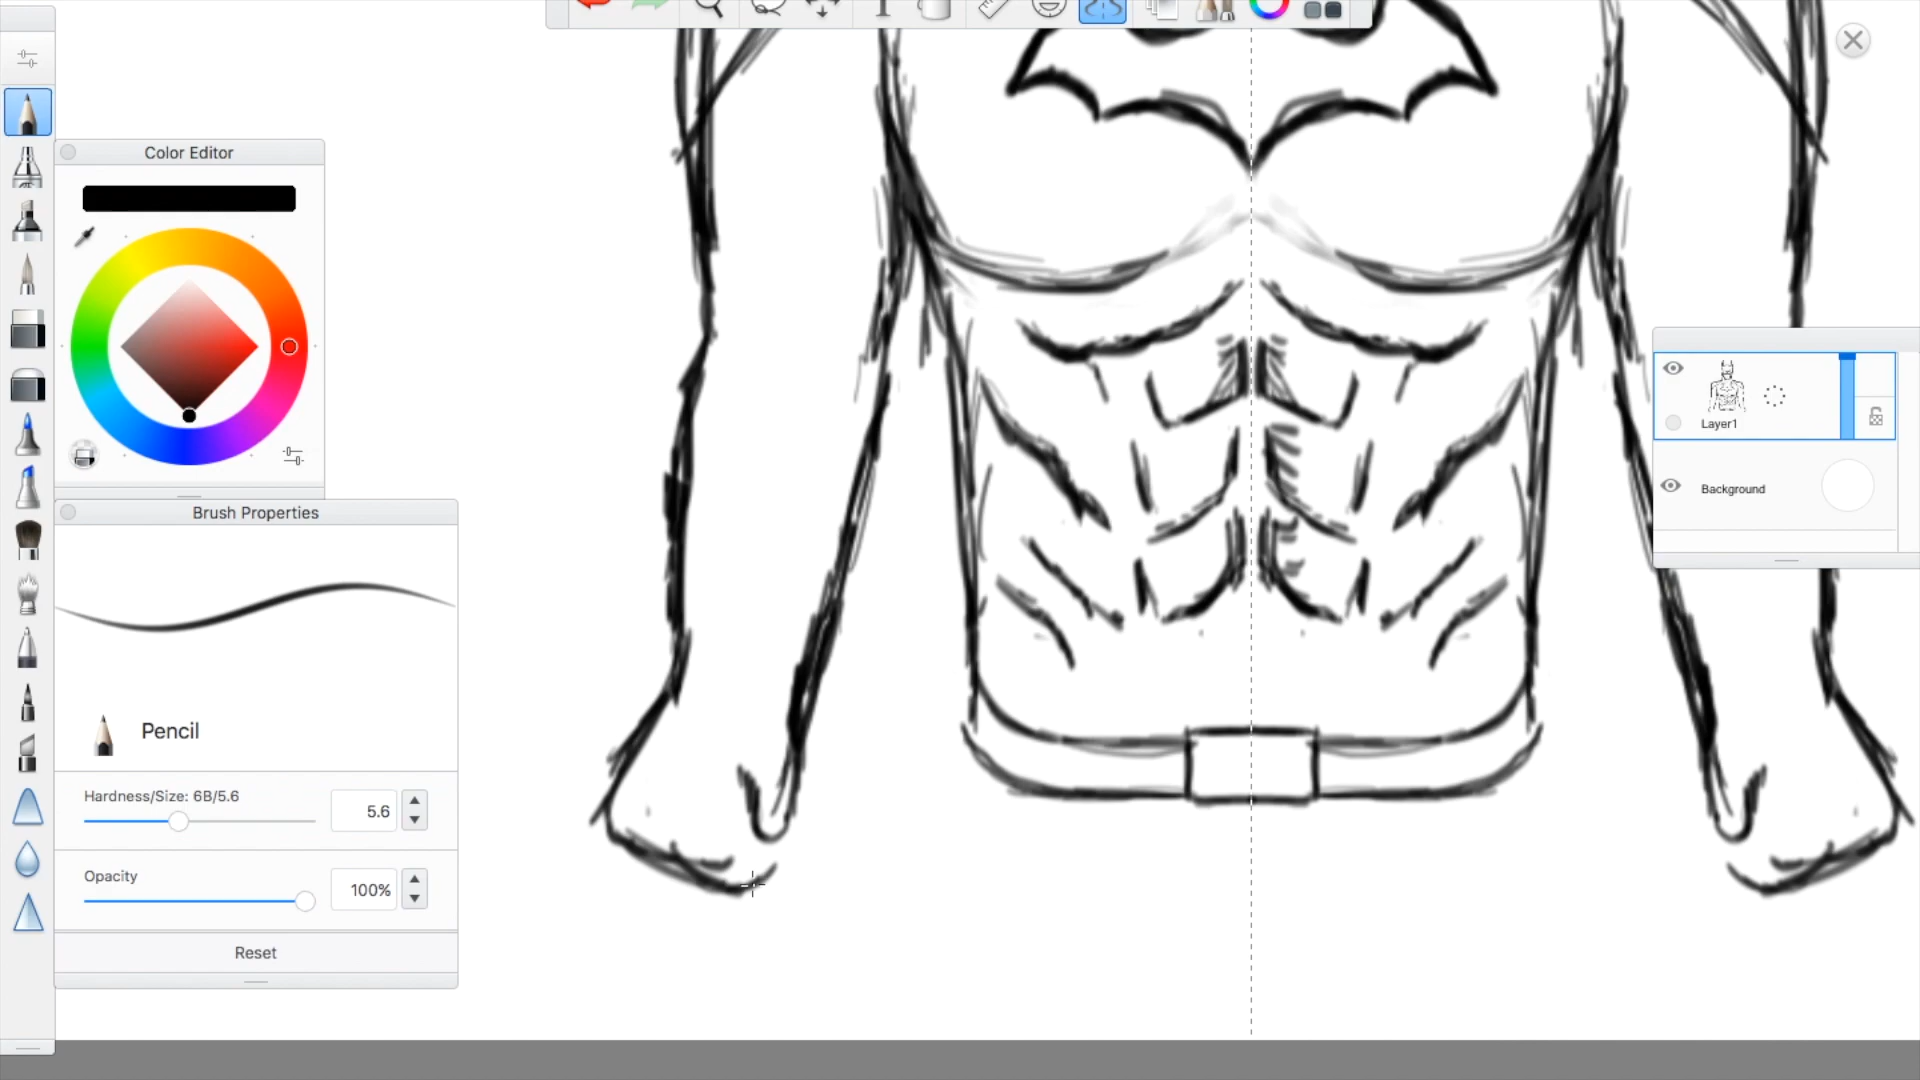 Color Editor
Brush Properties
Pencil
Hardness/Size: 6B/5.6
5.6
Opacity
100%
Reset
Layer1
Background